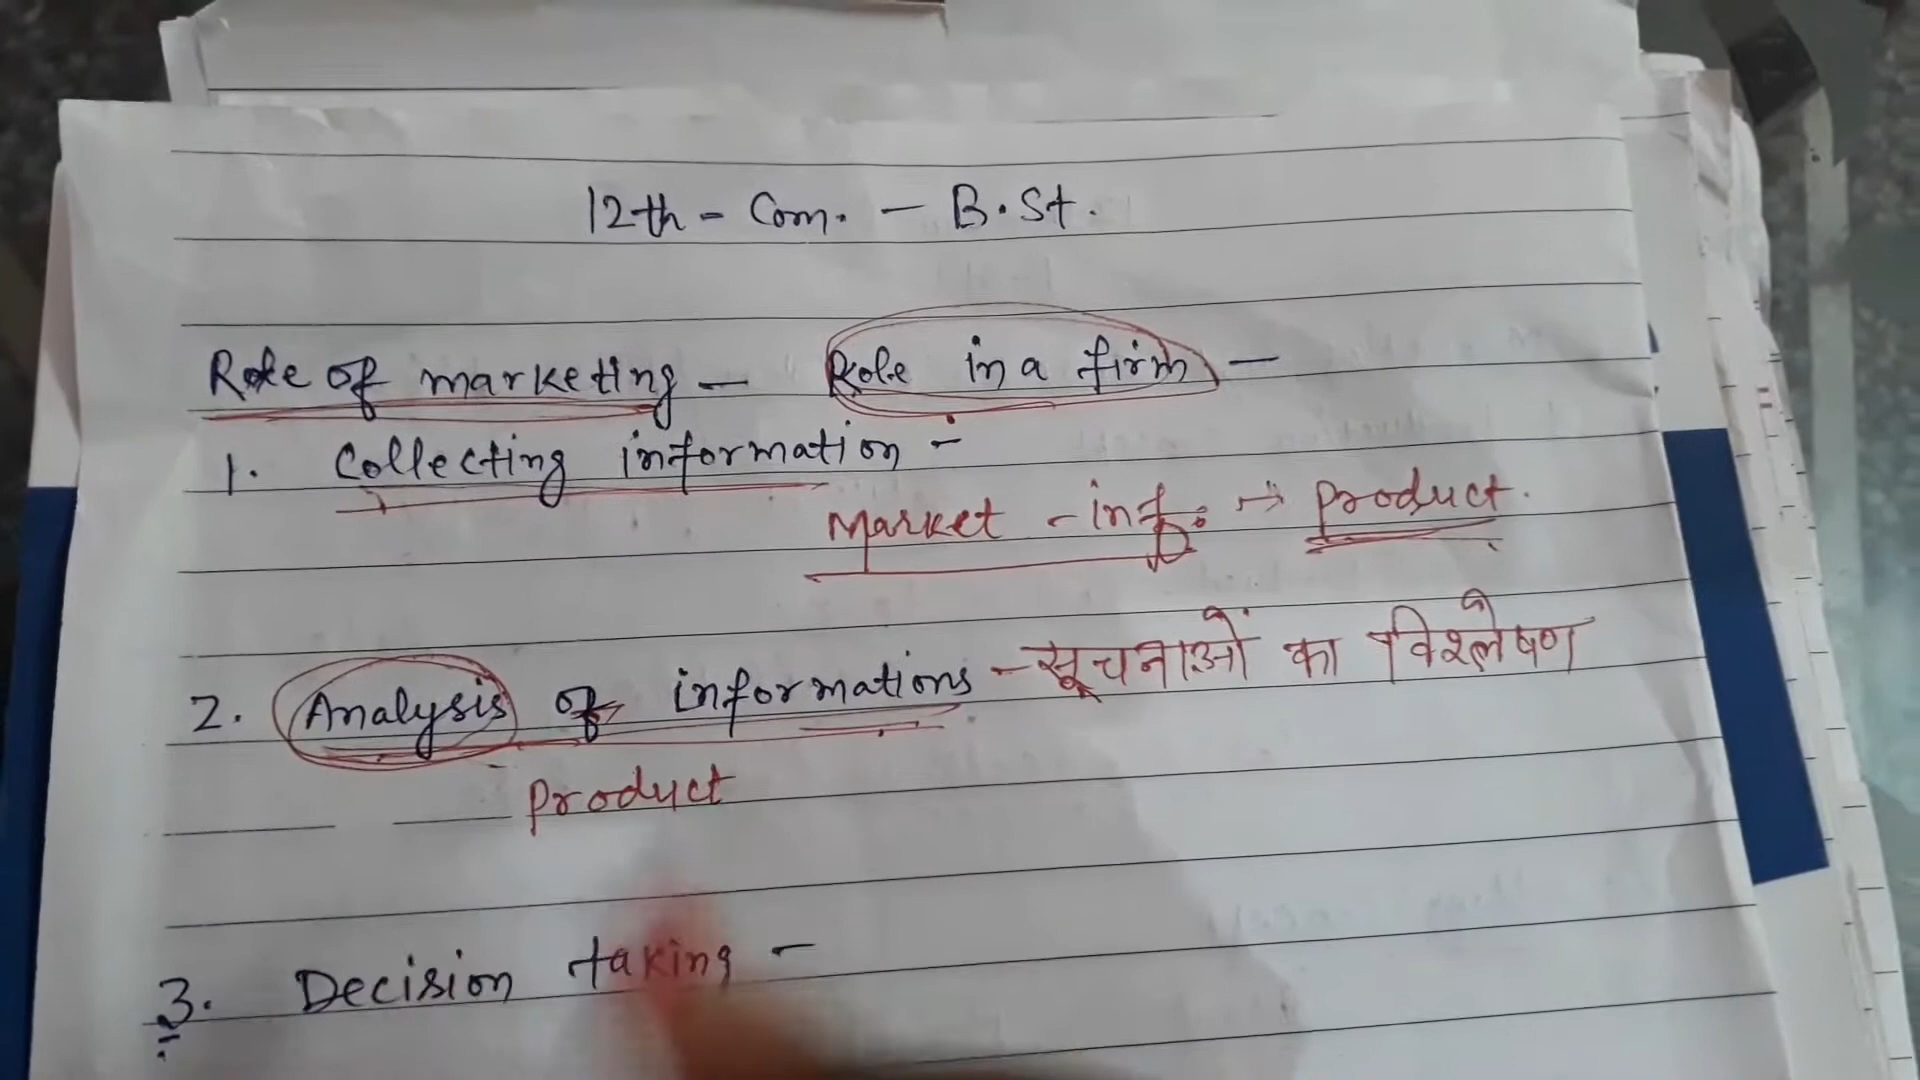 12th - Com. - B.St.
Role of marketing - Role in a firm -
1. Collecting information -
Market - inf. → Product.
2. Analysis of informations - सूचनाओं का विश्लेषण
Product
3. Decision taking -